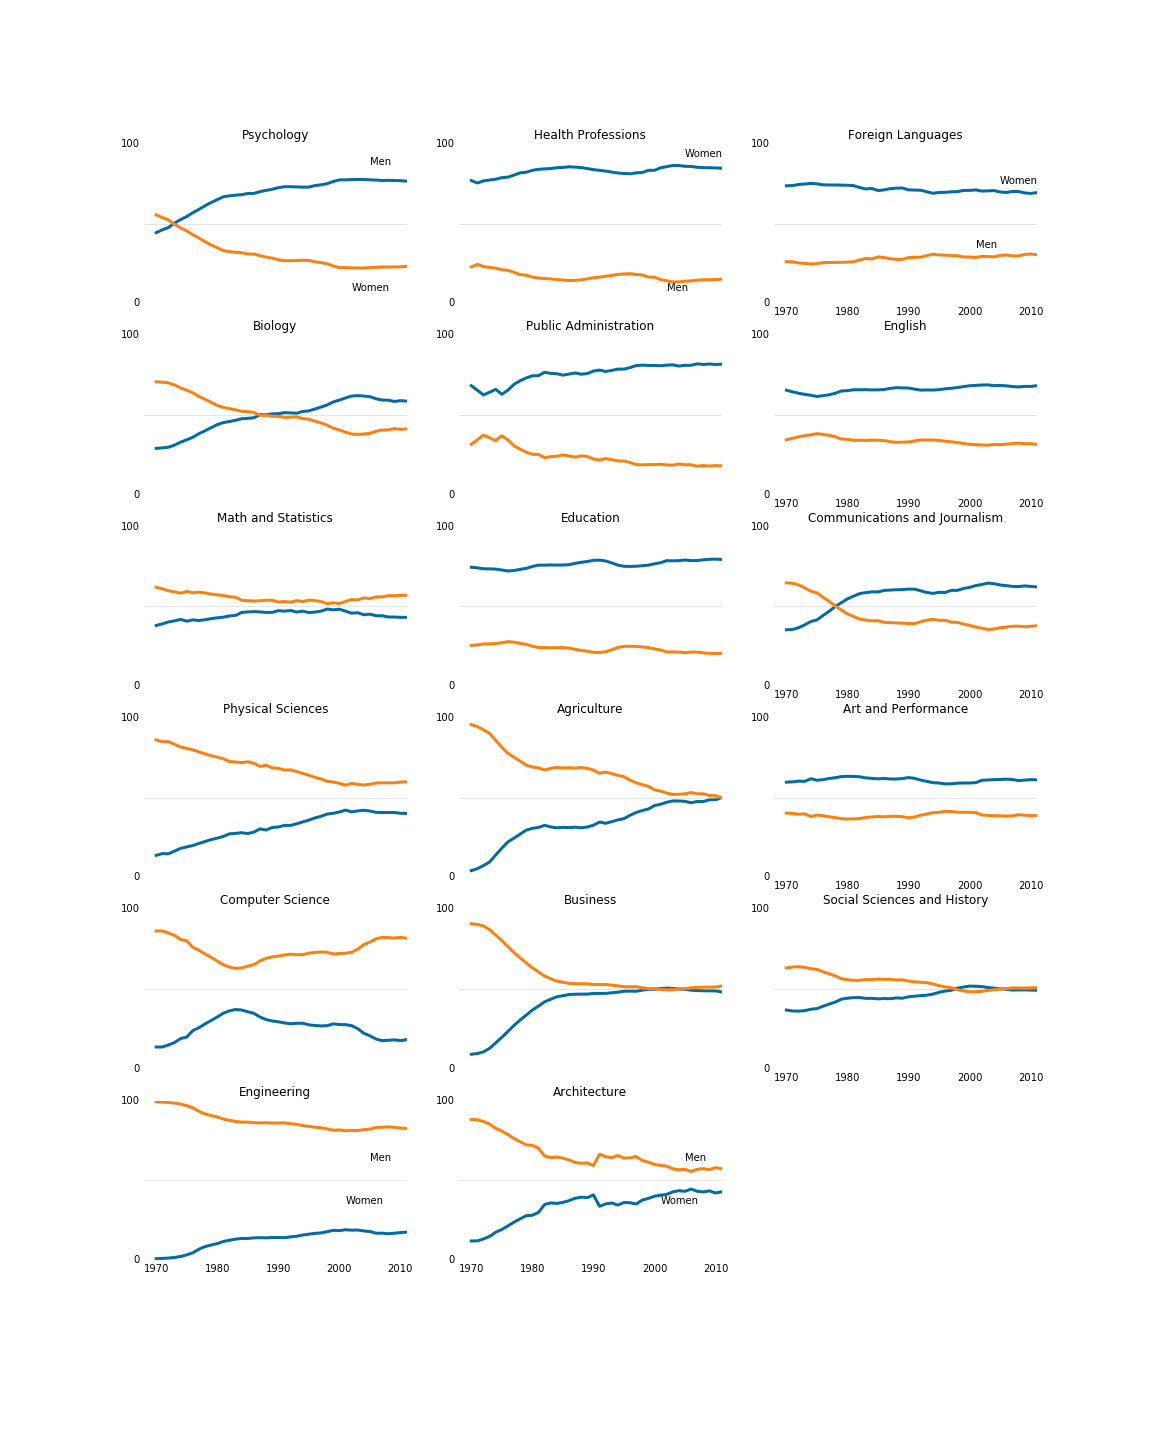 Psychology
100
Men
Women
0
Health Professions
100
Women
Men
0
Foreign Languages
100
Women
Men
0
1970 1980 1990 2000 2010
Biology
100
0
Public Administration
100
0
English
100
0
1970 1980 1990 2000 2010
Math and Statistics
100
0
Education
100
0
Communications and Journalism
100
0
1970 1980 1990 2000 2010
Physical Sciences
100
0
Agriculture
100
0
Art and Performance
100
0
1970 1980 1990 2000 2010
Computer Science
100
0
Business
100
0
Social Sciences and History
100
0
1970 1980 1990 2000 2010
Engineering
100
Men
Women
0
1970 1980 1990 2000 2010
Architecture
100
Men
Women
0
1970 1980 1990 2000 2010